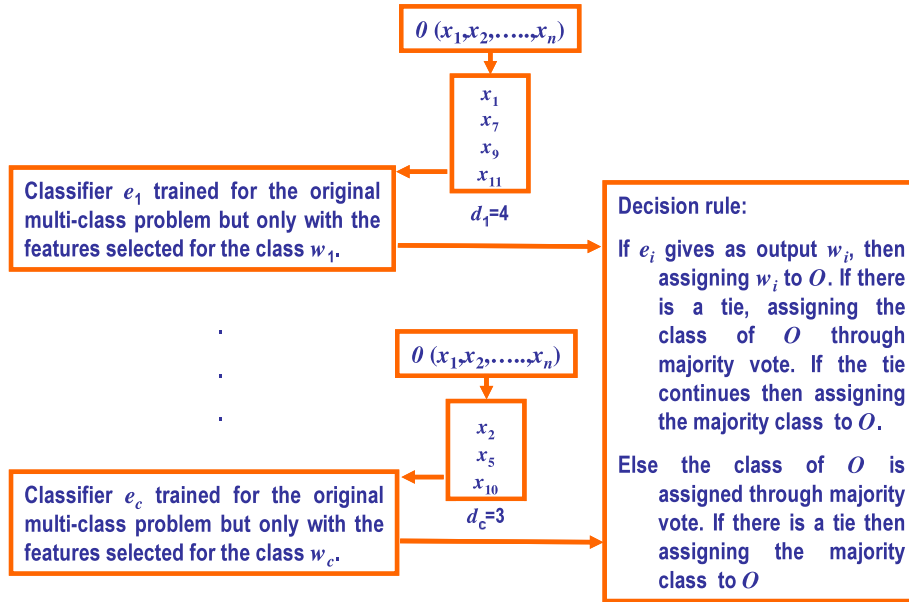 0 (x1,x2,…..,xn)
x1
x7
x9
x11
d1=4
Classifier e1 trained for the original
multi-class problem but only with the
features selected for the class w1.
.
.
.
0 (x1,x2,…..,xn)
x2
x5
x10
dc=3
Classifier ec trained for the original
multi-class problem but only with the
features selected for the class wc.
Decision rule:
If ei gives as output wi, then
assigning wi to O. If there
is a tie, assigning the
class of O through
majority vote. If the tie
continues then assigning
the majority class to O.
Else the class of O is
assigned through majority
vote. If there is a tie then
assigning the majority
class to O